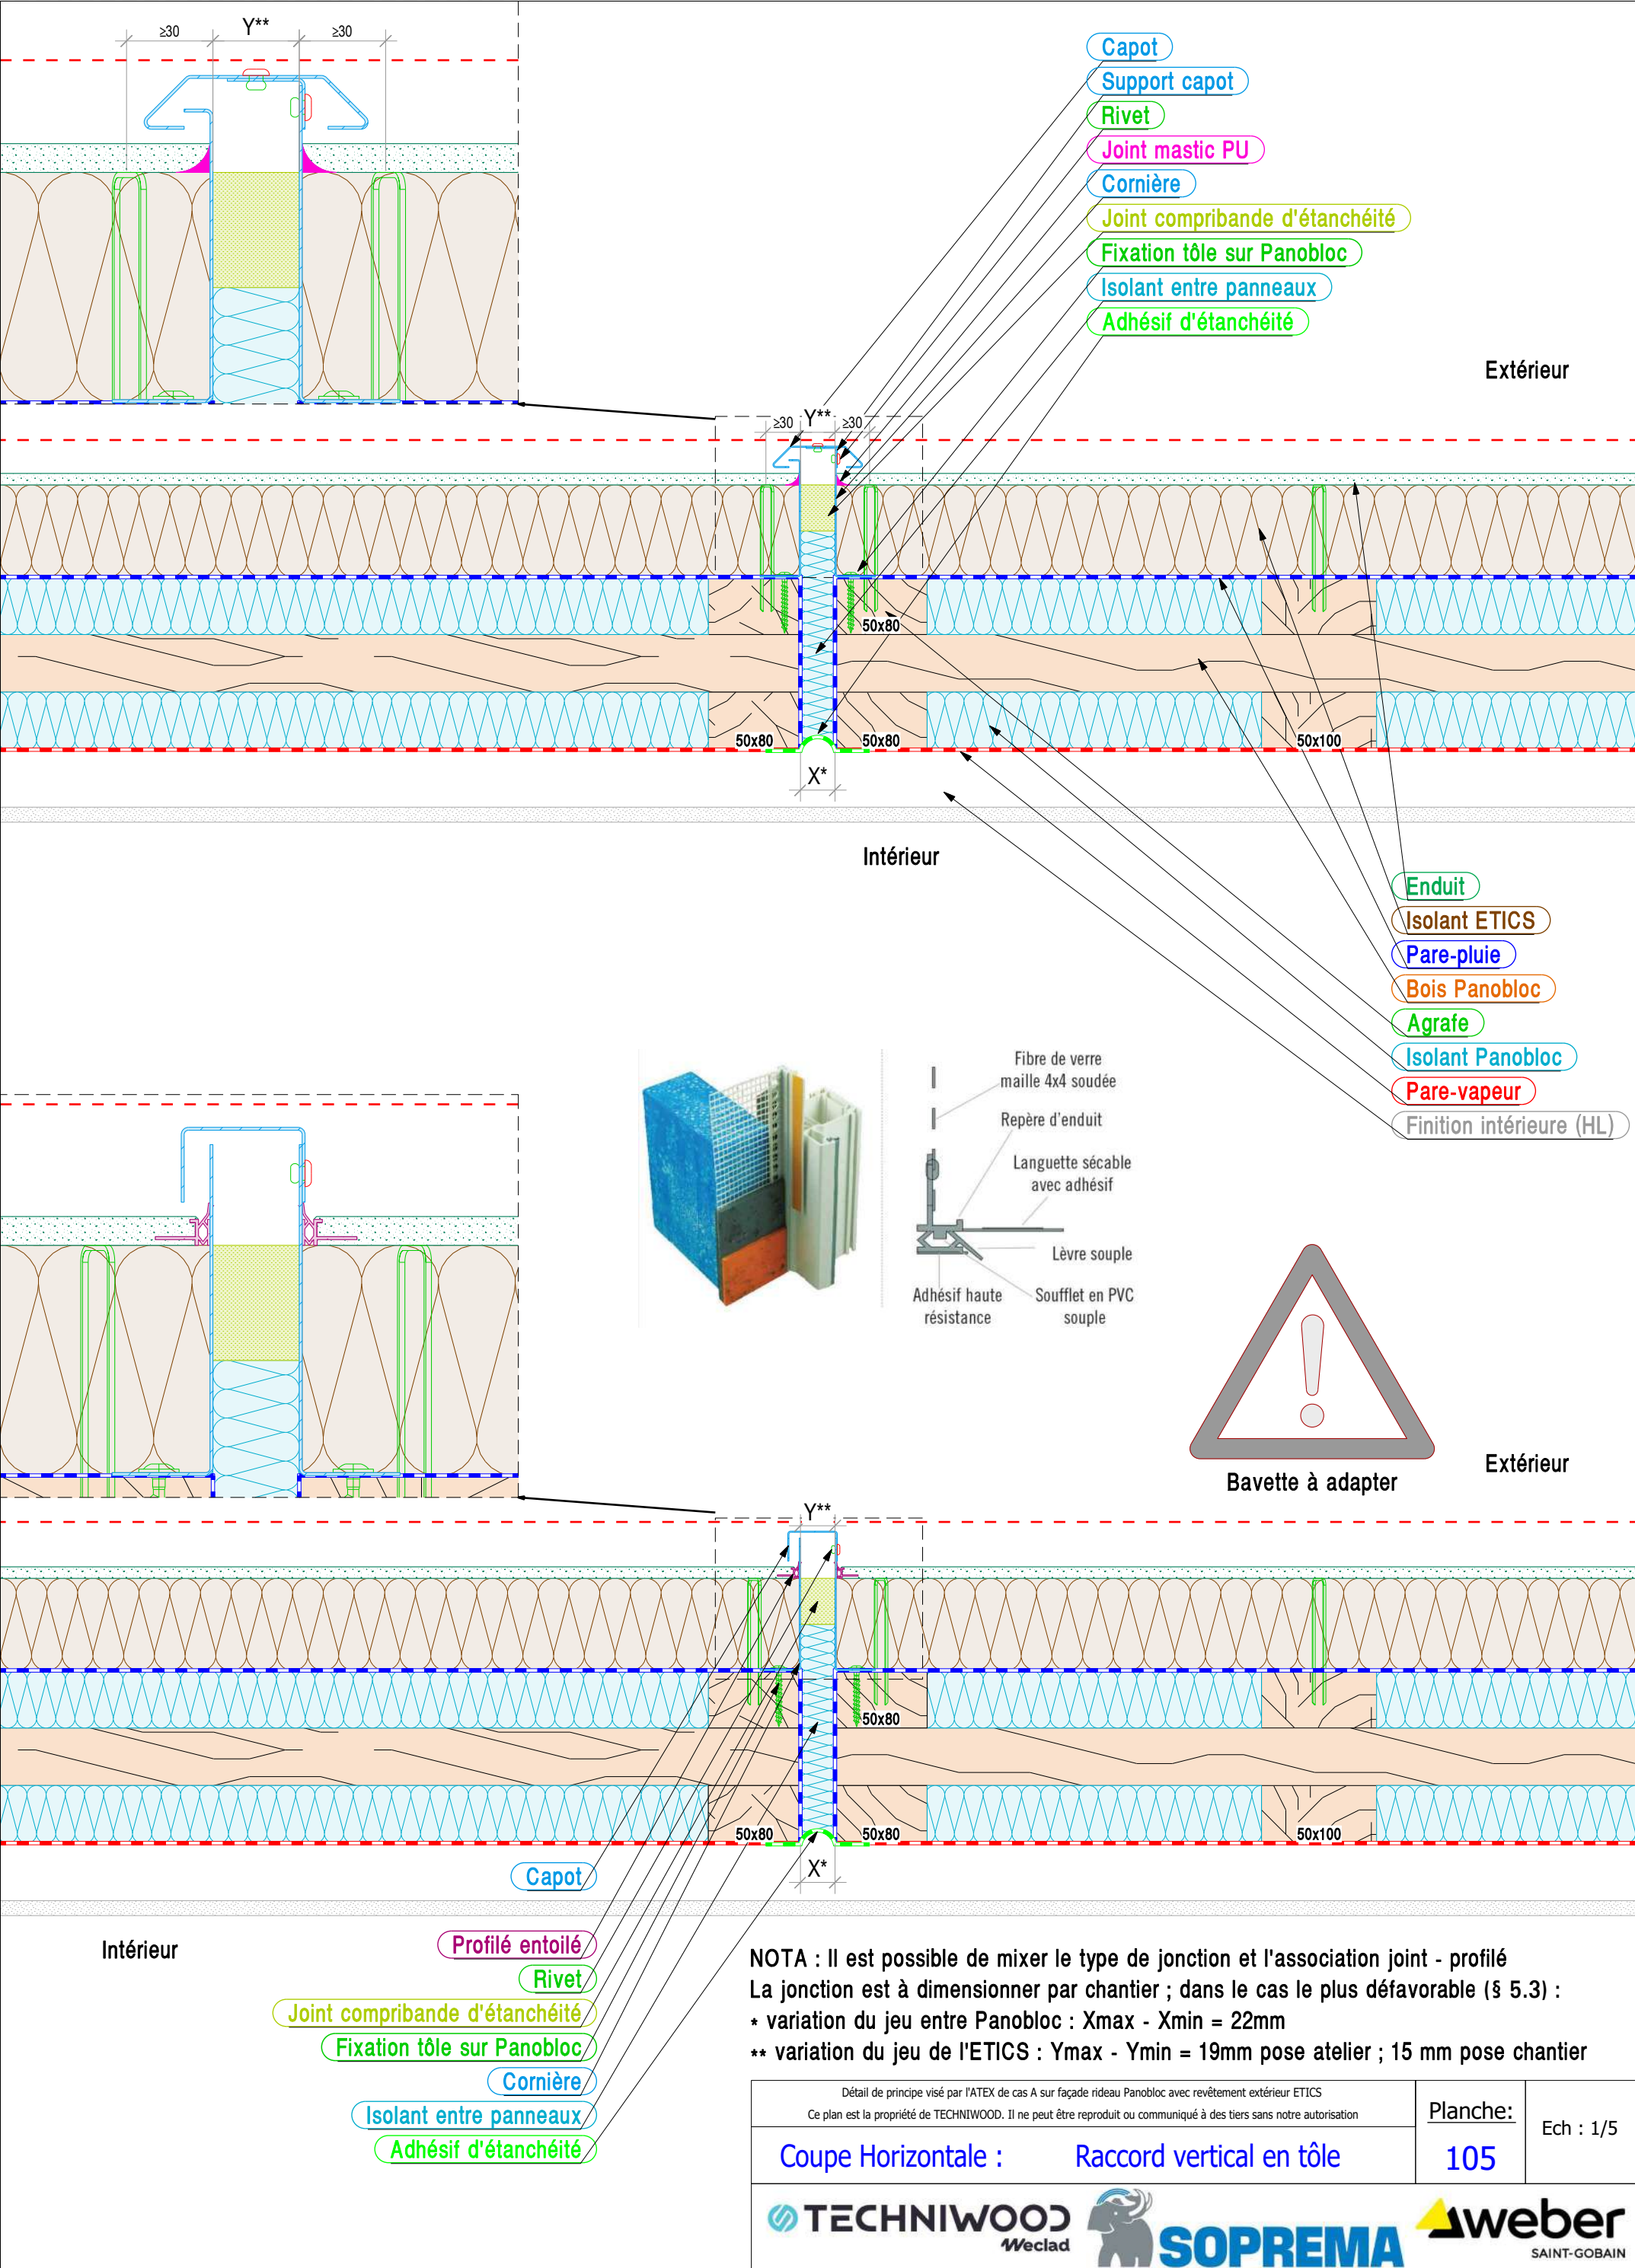 ≥30
Y**
≥30
Capot
Support capot
Rivet
Joint mastic PU
Cornière
Joint compribande d'étanchéité
Fixation tôle sur Panobloc
Isolant entre panneaux
Adhésif d'étanchéité
Extérieur
≥30
Y**
≥30
50x80
50x80
50x80
50x100
X*
Intérieur
Enduit
Isolant ETICS
Pare-pluie
Bois Panobloc
Agrafe
Isolant Panobloc
Pare-vapeur
Finition intérieure (HL)
Fibre de verre
maille 4x4 soudée
Repère d'enduit
Languette sécable
avec adhésif
Lèvre souple
Adhésif haute
résistance
Soufflet en PVC
souple
Bavette à adapter
Extérieur
Y**
50x80
50x80
50x80
50x100
X*
Capot
Intérieur
Profilé entoilé
Rivet
Joint compribande d'étanchéité
Fixation tôle sur Panobloc
Cornière
Isolant entre panneaux
Adhésif d'étanchéité
NOTA : Il est possible de mixer le type de jonction et l'association joint - profilé
La jonction est à dimensionner par chantier ; dans le cas le plus défavorable (§ 5.3) :
* variation du jeu entre Panobloc : Xmax - Xmin = 22mm
** variation du jeu de l'ETICS : Ymax - Ymin = 19mm pose atelier ; 15 mm pose chantier
Détail de principe visé par l'ATEX de cas A sur façade rideau Panobloc avec revêtement extérieur ETICS
Ce plan est la propriété de TECHNIWOOD. Il ne peut être reproduit ou communiqué à des tiers sans notre autorisation
Coupe Horizontale : Raccord vertical en tôle
Planche:
105
Ech : 1/5
TECHNIWOOD
Weclad
SOPREMA
weber
SAINT-GOBAIN